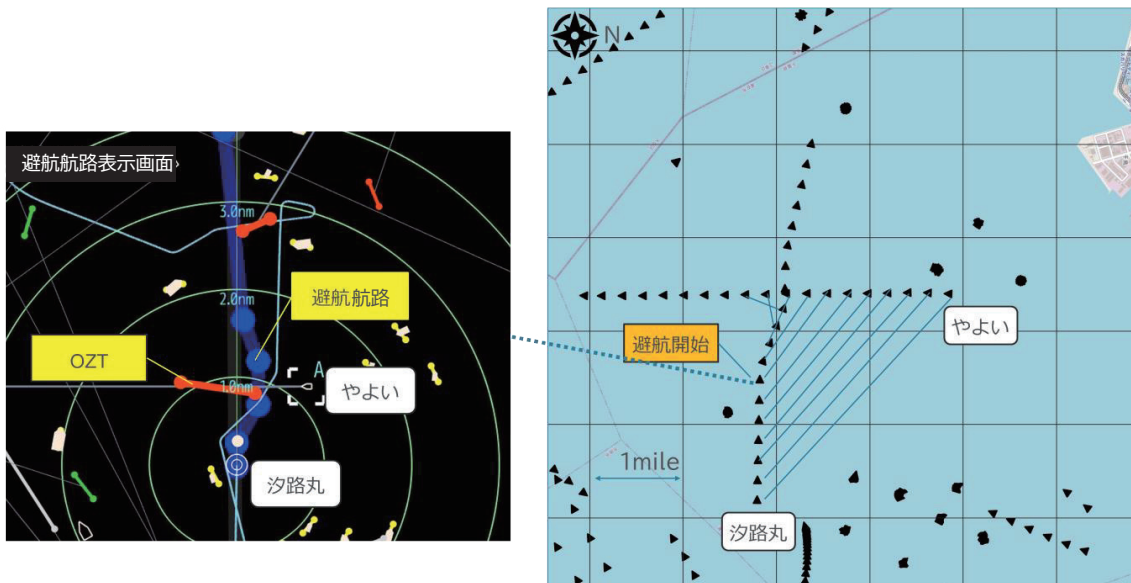 避航航路表示画面
3.0nm
2.0nm
避航航路
OZT
1.0nm
A
やよい
汐路丸
N
やよい
避航開始
1mile
汐路丸